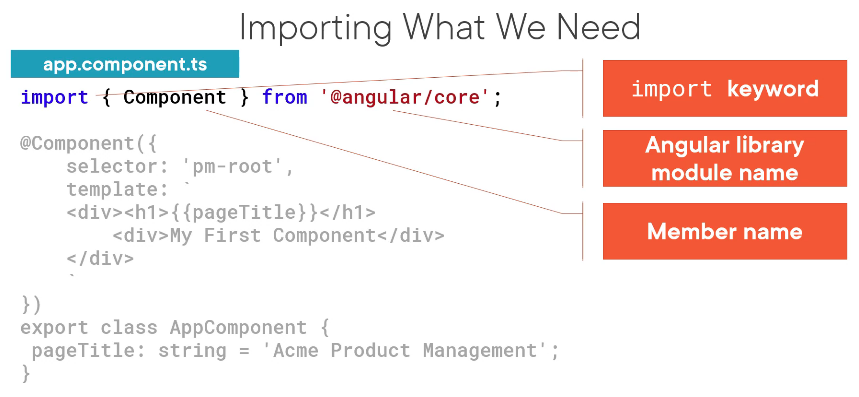 Importing What We Need
app.component.ts
import { Component } from '@angular/core';
@Component({
    selector: 'pm-root',
    template: `
    <div><h1>{{pageTitle}}</h1>
        <div>My First Component</div>
    </div>
    `
})
export class AppComponent {
 pageTitle: string = 'Acme Product Management';
}
import keyword
Angular library
module name
Member name